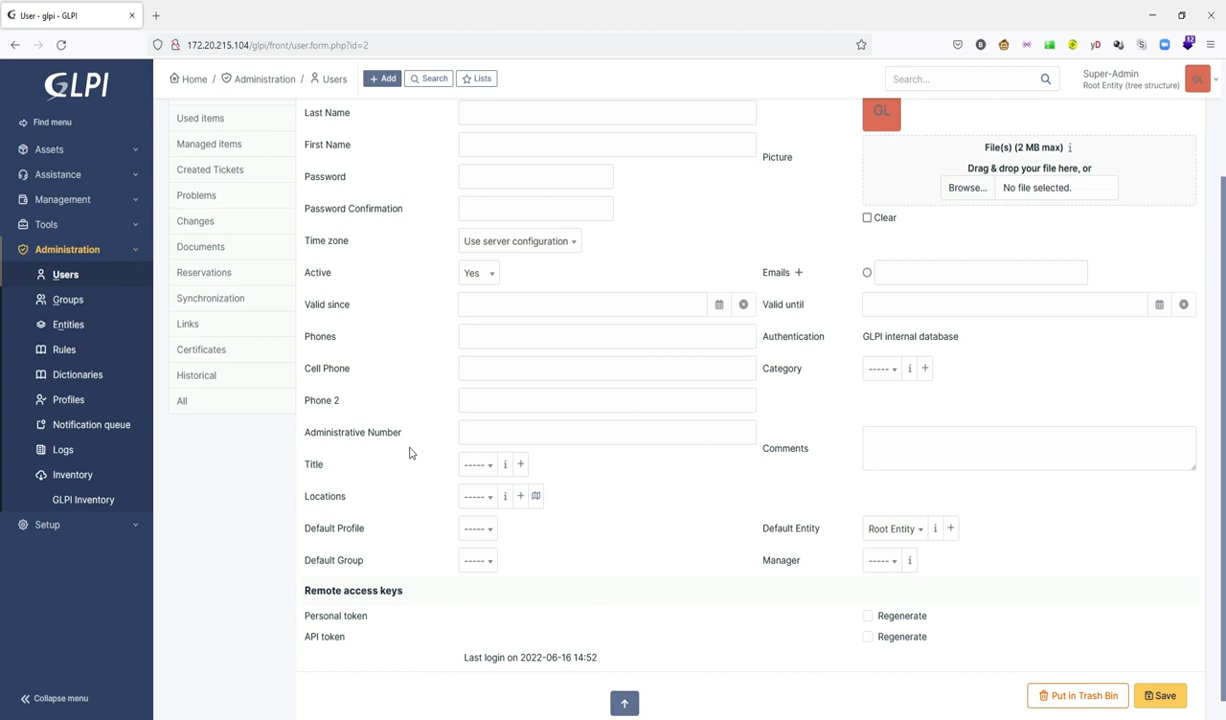 User - glpi - GLPI
172.20.215.104/glpi/front/user.form.php?id=2
12
GLPI
Find menu
Assets
Assistance
Management
Tools
Administration
Users
Groups
Entities
Rules
Dictionaries
Profiles
Notification queue
Logs
Inventory
GLPI Inventory
Setup
Collapse menu
Home / Administration / Users
Add
Search
Lists
Search...
Super-Admin
Root Entity (tree structure)
GL
Used items
Managed items
Created Tickets
Problems
Changes
Documents
Reservations
Synchronization
Links
Certificates
Historical
All
Last Name
First Name
Picture
GL
File(s) (2 MB max) i
Drag & drop your file here, or
Browse... No file selected.
Clear
Password
Password Confirmation
Time zone Use server configuration
Active Yes
Emails +
Valid since
Valid until
Phones
Authentication GLPI internal database
Cell Phone
Category ----- i +
Phone 2
Administrative Number
Comments
Title ----- i +
Locations ----- i +
Default Profile -----
Default Entity Root Entity i +
Default Group -----
Manager ----- i
Remote access keys
Personal token Regenerate
API token Regenerate
Last login on 2022-06-16 14:52
Put in Trash Bin
Save